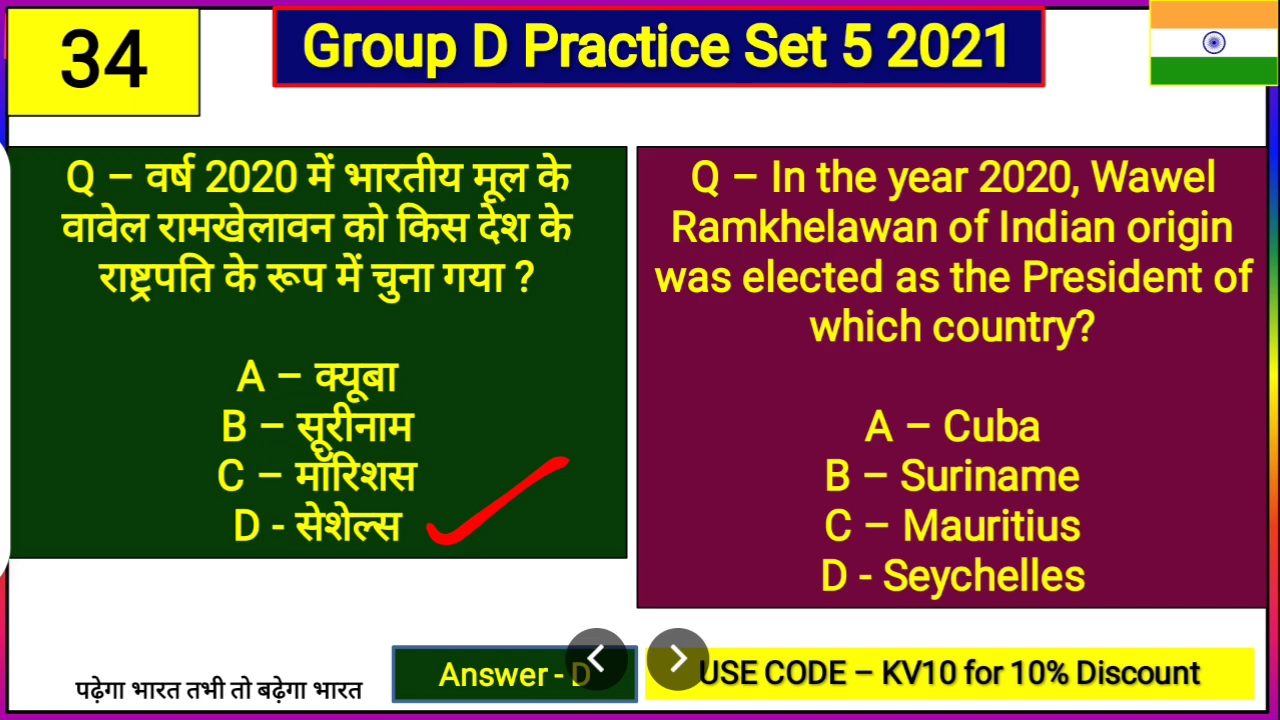 34
Group D Practice Set 5 2021
Q – वर्ष 2020 में भारतीय मूल के
वावेल रामखेलावन को किस देश के
राष्ट्रपति के रूप में चुना गया ?
A – क्यूबा
B – सूरीनाम
C – मॉरिशस
D - सेशेल्स
Q – In the year 2020, Wawel
Ramkhelawan of Indian origin
was elected as the President of
which country?
A – Cuba
B – Suriname
C – Mauritius
D - Seychelles
पढ़ेगा भारत तभी तो बढ़ेगा भारत
Answer - D
USE CODE – KV10 for 10% Discount